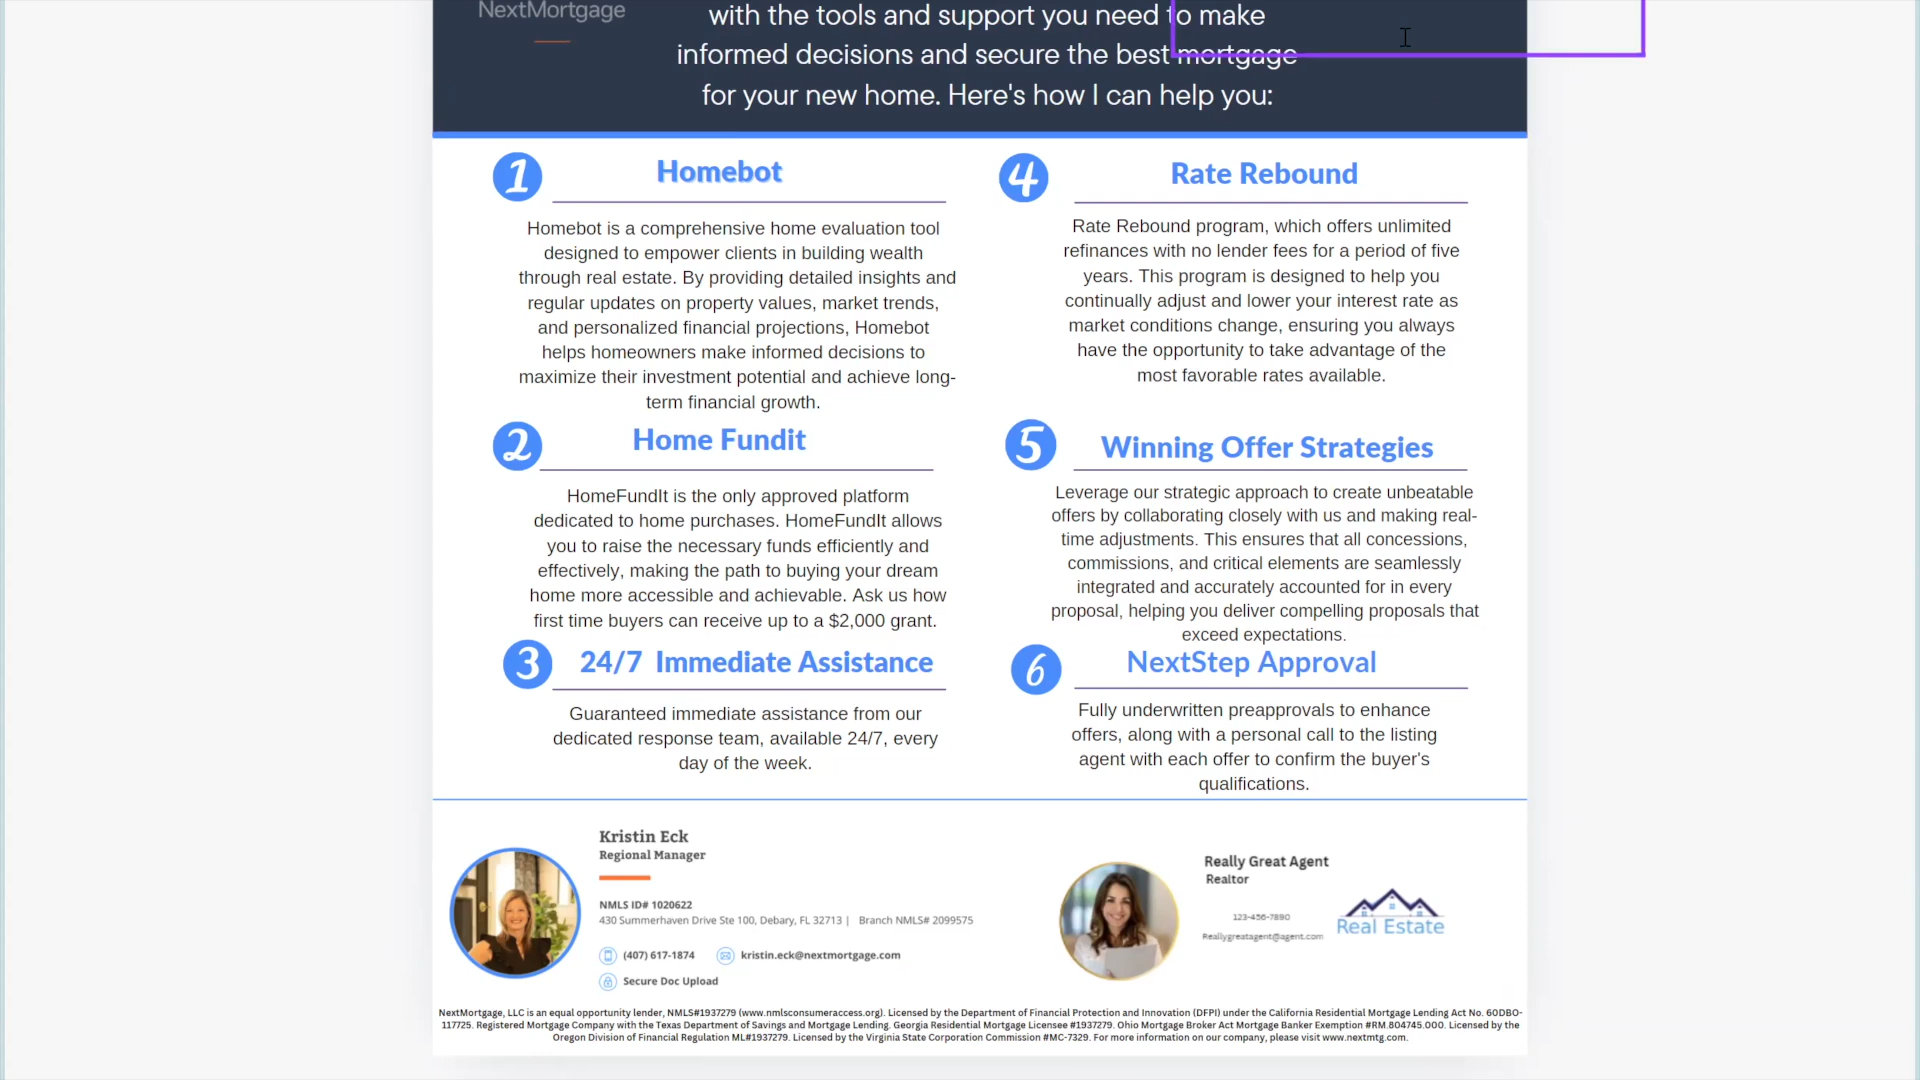 NextMortgage
with the tools and support you need to make
informed decisions and secure the best mortgage
for your new home. Here's how I can help you:
1 Homebot
Homebot is a comprehensive home evaluation tool
designed to empower clients in building wealth
through real estate. By providing detailed insights and
regular updates on property values, market trends,
and personalized financial projections, Homebot
helps homeowners make informed decisions to
maximize their investment potential and achieve long-
term financial growth.
2 Home Fundit
HomeFundIt is the only approved platform
dedicated to home purchases. HomeFundIt allows
you to raise the necessary funds efficiently and
effectively, making the path to buying your dream
home more accessible and achievable. Ask us how
first time buyers can receive up to a $2,000 grant.
3 24/7 Immediate Assistance
Guaranteed immediate assistance from our
dedicated response team, available 24/7, every
day of the week.
4 Rate Rebound
Rate Rebound program, which offers unlimited
refinances with no lender fees for a period of five
years. This program is designed to help you
continually adjust and lower your interest rate as
market conditions change, ensuring you always
have the opportunity to take advantage of the
most favorable rates available.
5 Winning Offer Strategies
Leverage our strategic approach to create unbeatable
offers by collaborating closely with us and making real-
time adjustments. This ensures that all concessions,
commissions, and critical elements are seamlessly
integrated and accurately accounted for in every
proposal, helping you deliver compelling proposals that
exceed expectations.
6 NextStep Approval
Fully underwritten preapprovals to enhance
offers, along with a personal call to the listing
agent with each offer to confirm the buyer's
qualifications.
Kristin Eck
Regional Manager
NMLS ID# 1020622
430 Summerhaven Drive Ste 100, Debary, FL 32713 | Branch NMLS# 2099575
(407) 617-1874 kristin.eck@nextmortgage.com
Secure Doc Upload
Really Great Agent
Realtor
123-456-7890
Reallygreatagent@agent.com
Real Estate
NextMortgage, LLC is an equal opportunity lender, NMLS#1937279 (www.nmlsconsumeraccess.org). Licensed by the Department of Financial Protection and Innovation (DFPI) under the California Residential Mortgage Lending Act No. 60DBO-
117725. Registered Mortgage Company with the Texas Department of Savings and Mortgage Lending. Georgia Residential Mortgage Licensee #1937279. Ohio Mortgage Broker Act Mortgage Banker Exemption #RM.804745.000. Licensed by the
Oregon Division of Financial Regulation ML#1937279. Licensed by the Virginia State Corporation Commission #MC-7329. For more information on our company, please visit www.nextmtg.com.